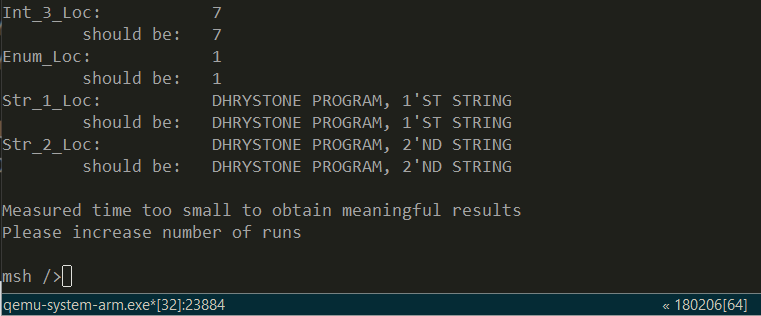 Int_3_Loc: 7
should be: 7
Enum_Loc: 1
should be: 1
Str_1_Loc: DHRYSTONE PROGRAM, 1'ST STRING
should be: DHRYSTONE PROGRAM, 1'ST STRING
Str_2_Loc: DHRYSTONE PROGRAM, 2'ND STRING
should be: DHRYSTONE PROGRAM, 2'ND STRING
Measured time too small to obtain meaningful results
Please increase number of runs
msh />
qemu-system-arm.exe*[32]:23884 « 180206[64]